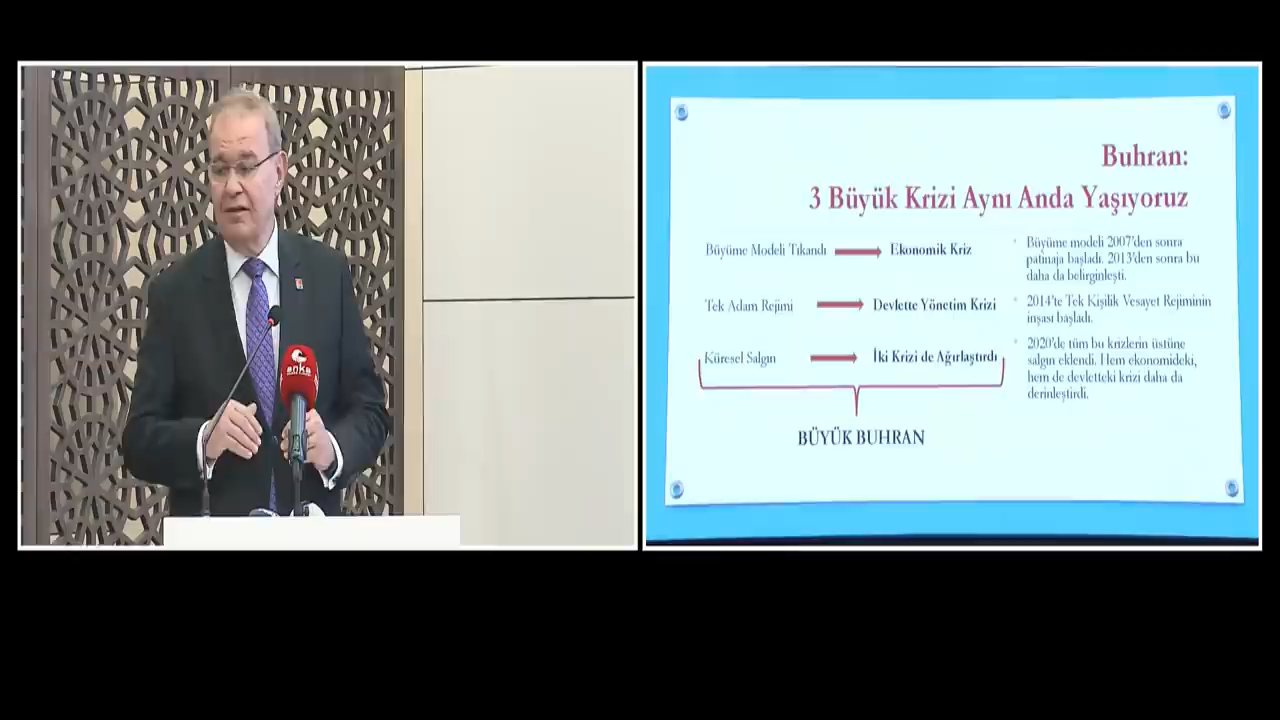 anka
Buhran:
3 Büyük Krizi Aynı Anda Yaşıyoruz
Büyüme Modeli Tıkandı Ekonomik Kriz
Tek Adam Rejimi Devlette Yönetim Krizi
Küresel Salgın İki Krizi de Ağırlaştırdı
BÜYÜK BUHRAN
Büyüme modeli 2007'den sonra
patinaja başladı. 2013'den sonra bu
daha da belirginleşti.
2014'te Tek Kişilik Vesayet Rejiminin
inşası başladı.
2020'de tüm bu krizlerin üstüne
salgın eklendi. Hem ekonomideki,
hem de devletteki krizi daha da
derinleştirdi.